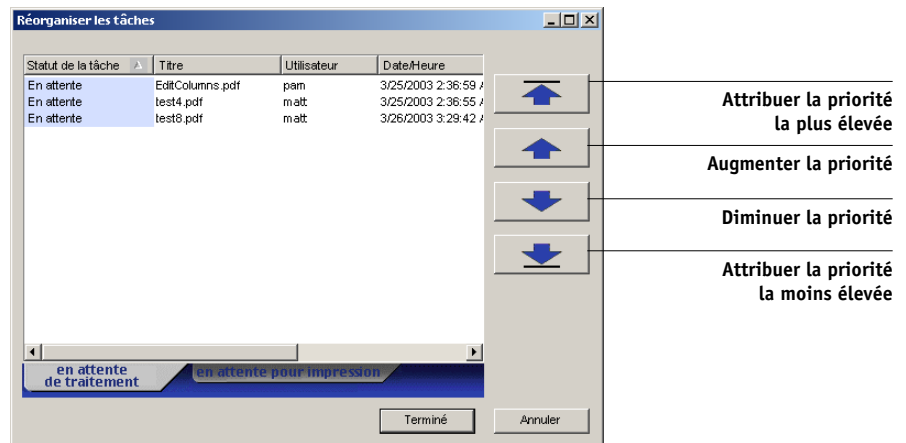 Réorganiser les tâches
Statut de la tâche Titre Utilisateur Date/Heure
En attente EditColumns.pdf pam 3/25/2003 2:36:59 A
En attente test4.pdf matt 3/25/2003 2:36:55 A
En attente test8.pdf matt 3/26/2003 3:29:42 A
Attribuer la priorité
la plus élevée
Augmenter la priorité
Diminuer la priorité
Attribuer la priorité
la moins élevée
en attente
de traitement
en attente pour impression
Terminé Annuler